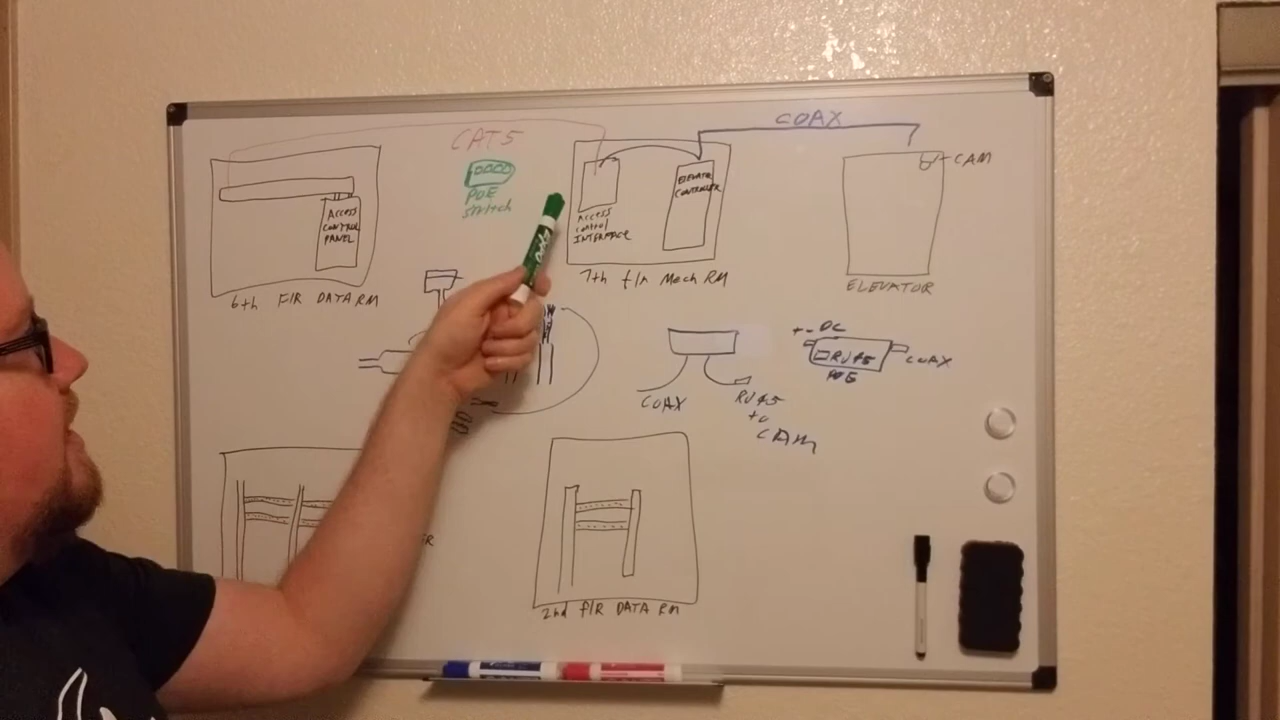 CAT5
COAX
CAM
POE
switch
ACCESS
CONTROL
PANEL
ACCESS
control
INTERFACE
ELEVATOR
CONTROLLER
6th FlR DATA RM
7th flr Mech RM
ELEVATOR
+- DC
RJ45
POE
COAX
COAX
RJ45
to
CAM
2nd flR DATA RM
EXPO